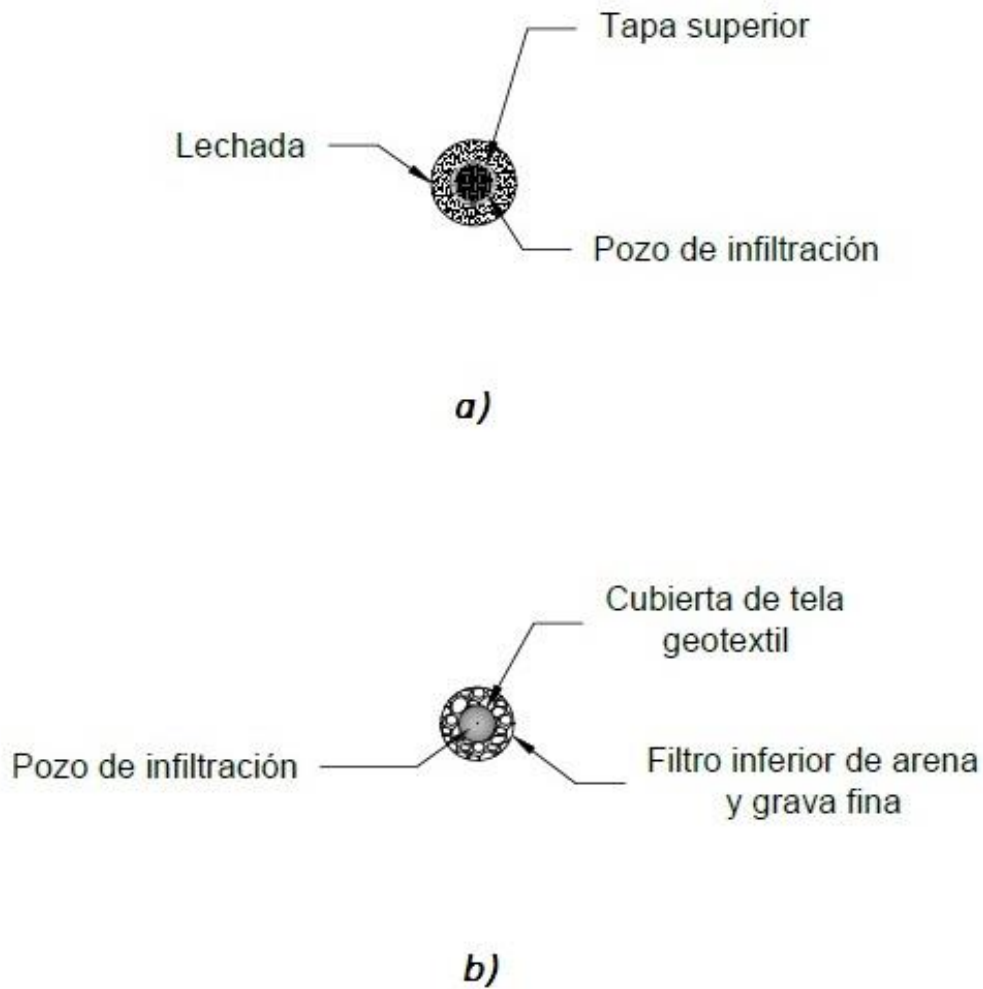 Tapa superior
Lechada
Pozo de infiltración
a)
Cubierta de tela
geotextil
Pozo de infiltración
Filtro inferior de arena
y grava fina
b)